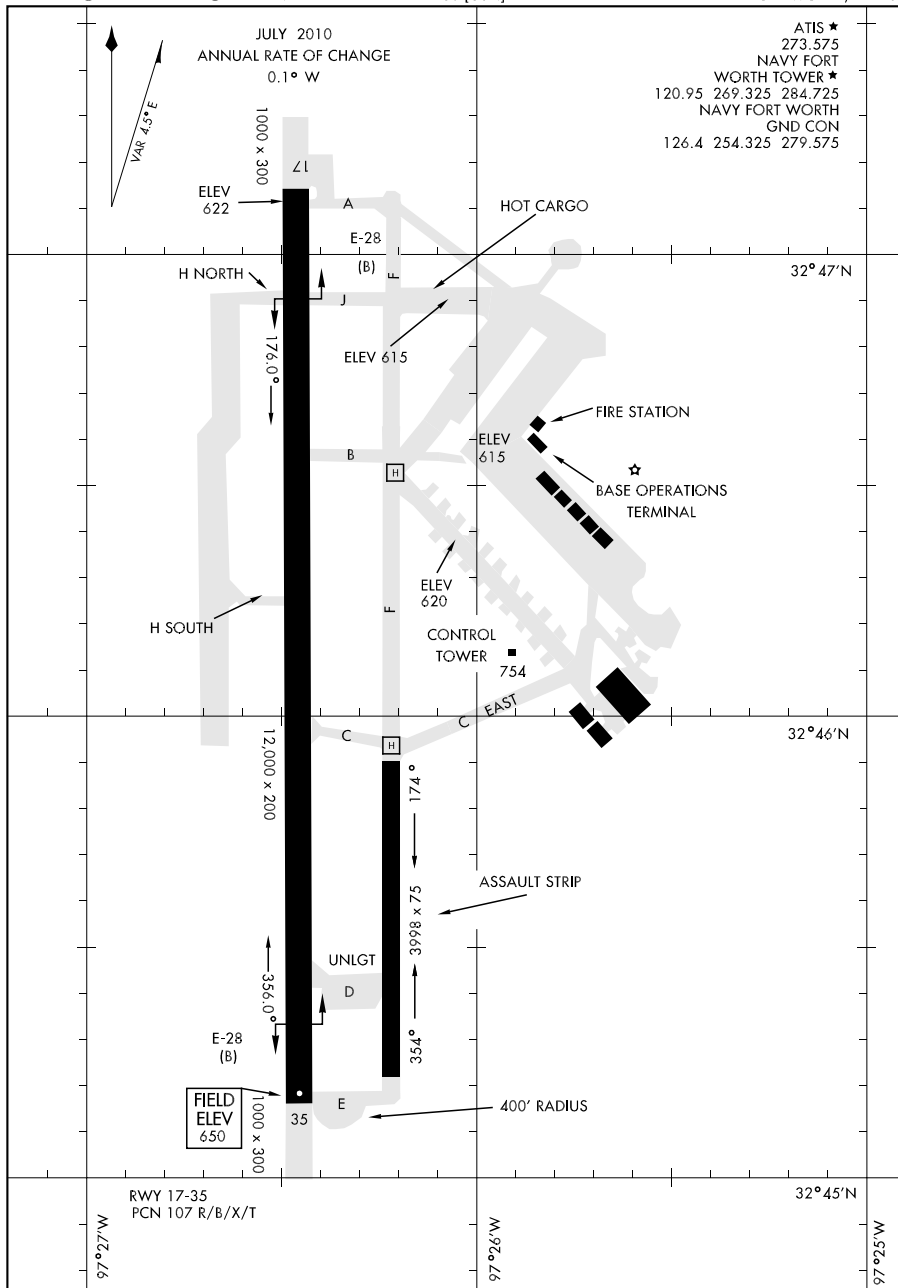 JULY 2010
ANNUAL RATE OF CHANGE
0.1° W
VAR 4.5° E
ATIS ★
273.575
NAVY FORT
WORTH TOWER ★
120.95 269.325 284.725
NAVY FORT WORTH
GND CON
126.4 254.325 279.575
1000 x 300
17
ELEV
622
A
HOT CARGO
E-28
(B)
F
32°47'N
H NORTH
J
176.0°
ELEV 615
FIRE STATION
ELEV
615
B
H
BASE OPERATIONS
TERMINAL
ELEV
620
F
H SOUTH
CONTROL
TOWER
754
C EAST
C
H
32°46'N
12,000 x 200
174°
3998 x 75
ASSAULT STRIP
UNLGT
D
356.0°
354°
E-28
(B)
FIELD
ELEV
650
35
E
400' RADIUS
1000 x 300
RWY 17-35
PCN 107 R/B/X/T
32°45'N
97°27'W
97°26'W
97°25'W